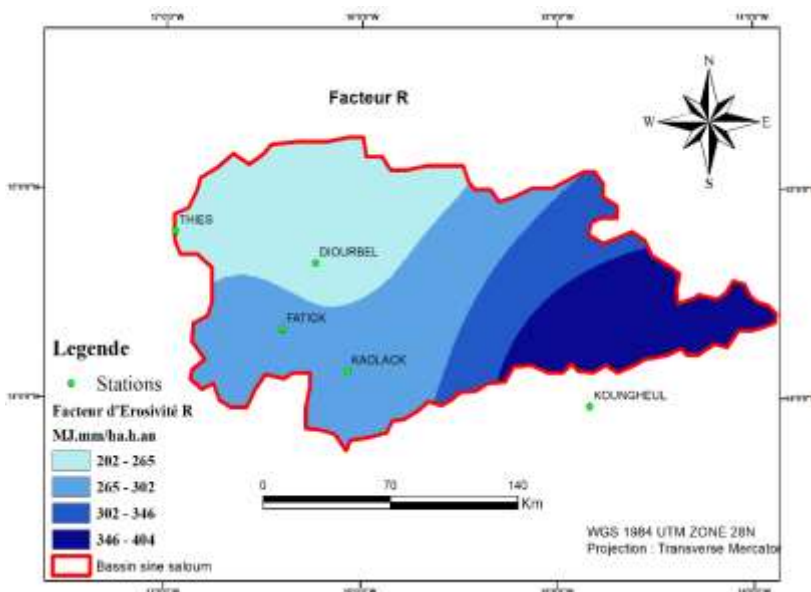 Facteur R
N
W E
S
THIES
DIOURBEL
FATICK
KAOLACK
KOUNGHEUL
Legende
Stations
Facteur d'Erosivité R
MJ.mm/ha.h.an
202 - 265
265 - 302
302 - 346
346 - 404
Bassin sine saloum
0 70 140
Km
WGS 1984 UTM ZONE 28N
Projection : Transverse Mercator